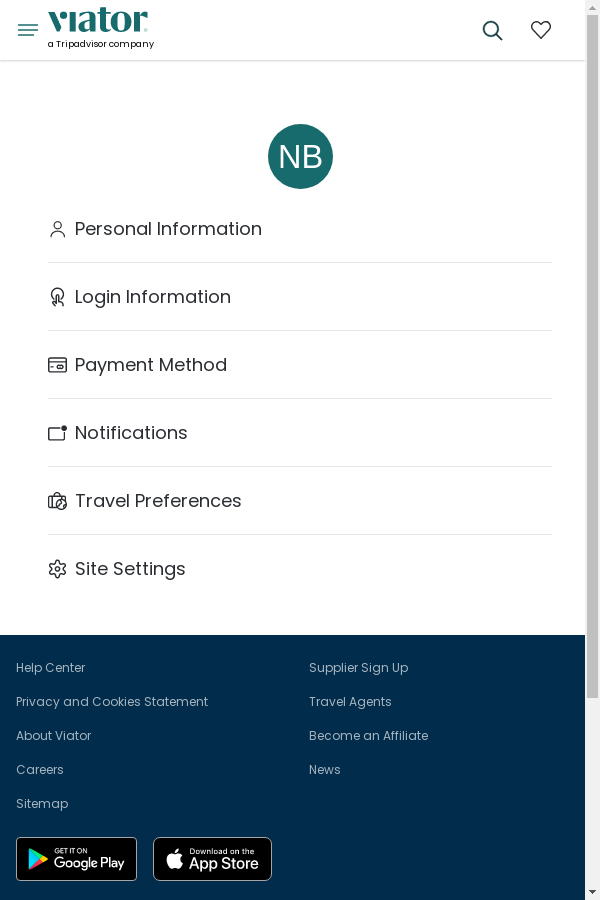 viator
a Tripadvisor company
NB
Personal Information
Login Information
Payment Method
Notifications
Travel Preferences
Site Settings
Help Center
Supplier Sign Up
Privacy and Cookies Statement
Travel Agents
About Viator
Become an Affiliate
Careers
News
Sitemap
GET IT ON
Google Play
Download on the
App Store